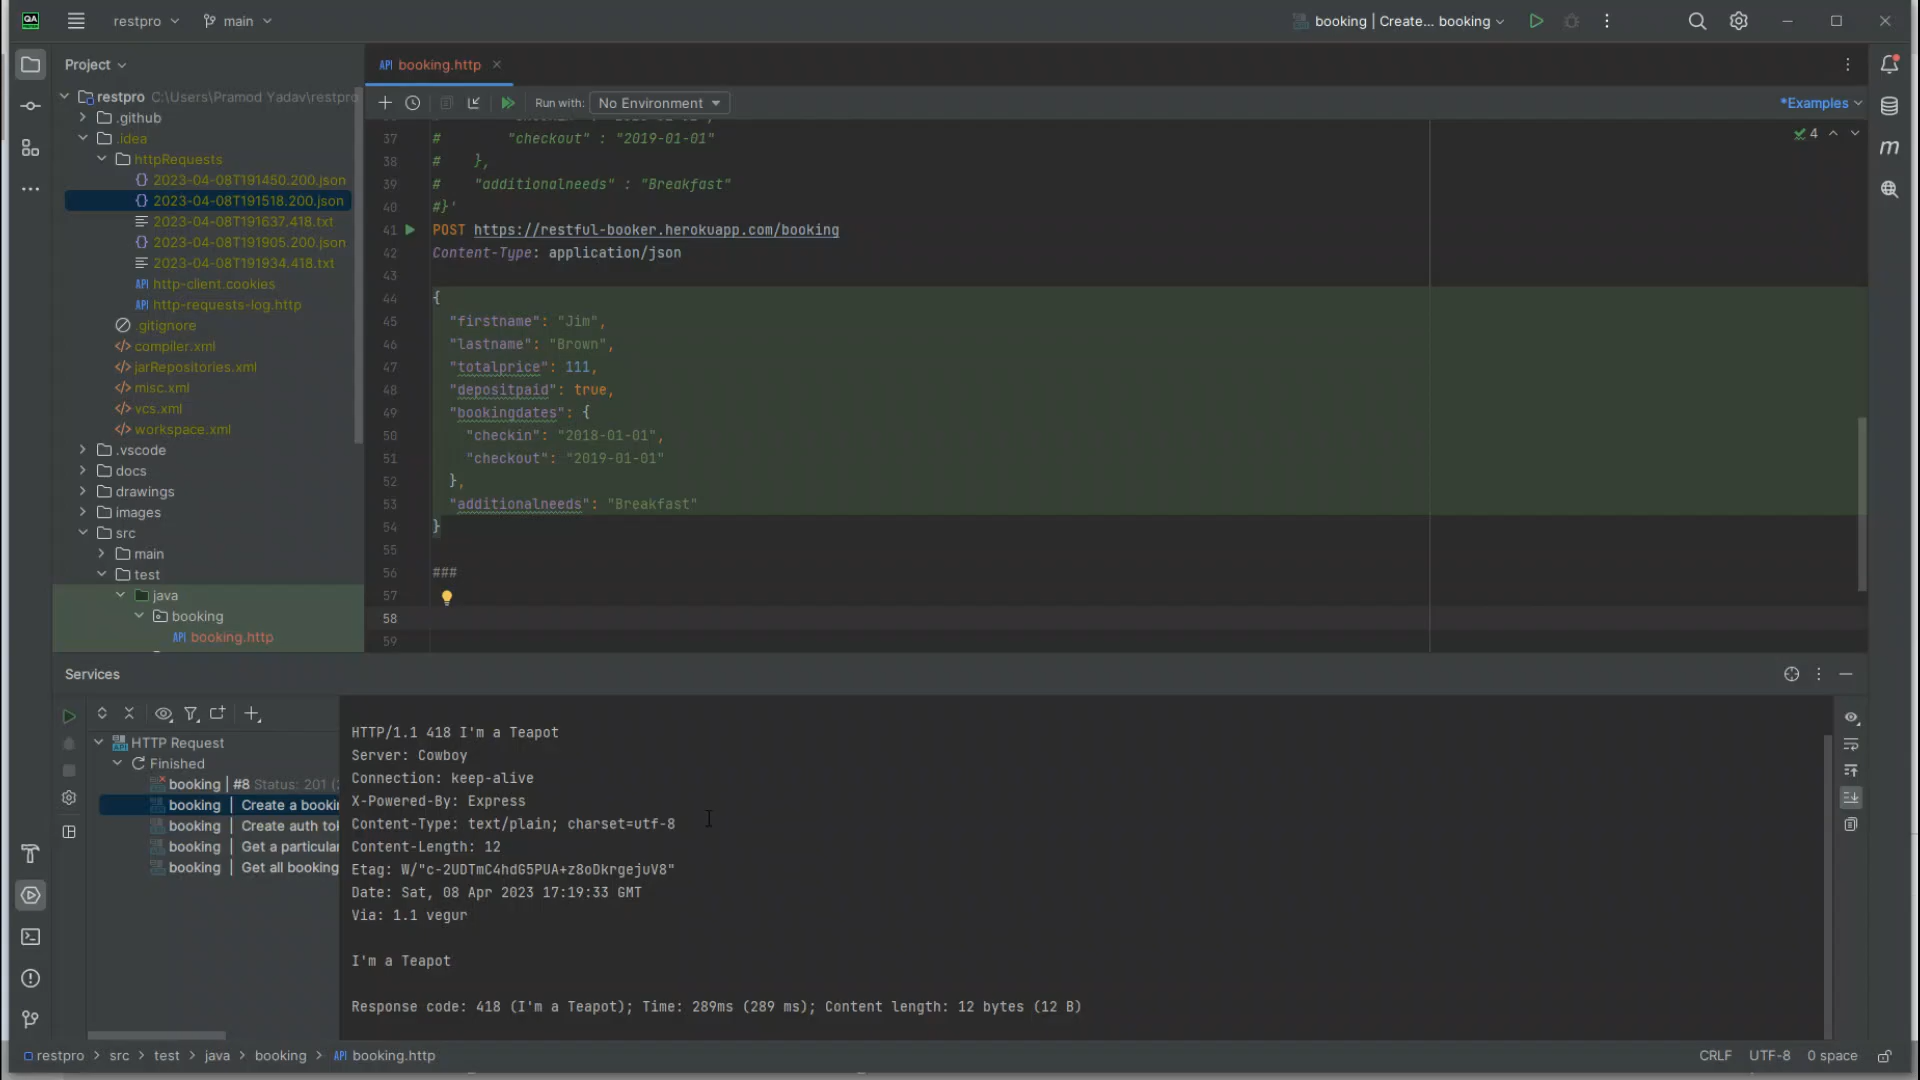 QA restpro main booking | Create... booking
Project
restpro C:\Users\Pramod Yadav\restpro
.github
.idea
httpRequests
2023-04-08T191450.200.json
2023-04-08T191518.200.json
2023-04-08T191637.418.txt
2023-04-08T191905.200.json
2023-04-08T191934.418.txt
API http-client.cookies
API http-requests-log.http
.gitignore
compiler.xml
jarRepositories.xml
misc.xml
vcs.xml
workspace.xml
.vscode
docs
drawings
images
src
main
test
java
booking
API booking.http
API booking.http
Run with: No Environment
*Examples
4
37 # "checkout" : "2019-01-01"
38 # },
39 # "additionalneeds" : "Breakfast"
40 #}'
41 POST https://restful-booker.herokuapp.com/booking
42 Content-Type: application/json
43
44 {
45 "firstname": "Jim",
46 "lastname": "Brown",
47 "totalprice": 111,
48 "depositpaid": true,
49 "bookingdates": {
50 "checkin": "2018-01-01",
51 "checkout": "2019-01-01"
52 },
53 "additionalneeds": "Breakfast"
54 }
55
56 ###
57
58
59
m
Services
HTTP Request
Finished
booking | #8 Status: 201 (
booking | Create a booki
booking | Create auth to
booking | Get a particula
booking | Get all booking
HTTP/1.1 418 I'm a Teapot
Server: Cowboy
Connection: keep-alive
X-Powered-By: Express
Content-Type: text/plain; charset=utf-8
Content-Length: 12
Etag: W/"c-2UDTmC4hdG5PUA+z8oDkrgejuV8"
Date: Sat, 08 Apr 2023 17:19:33 GMT
Via: 1.1 vegur
I'm a Teapot
Response code: 418 (I'm a Teapot); Time: 289ms (289 ms); Content length: 12 bytes (12 B)
restpro > src > test > java > booking > API booking.http
CRLF UTF-8 0 space